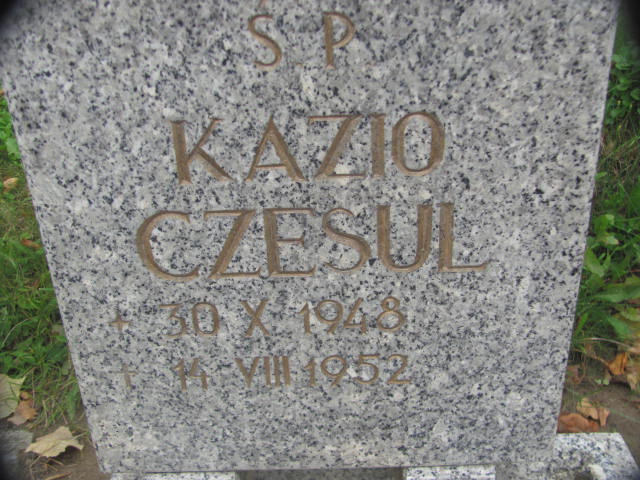 Ś.P.
KAZIO
CZESUL
+ 30 X 1948
+ 14 VIII 1952